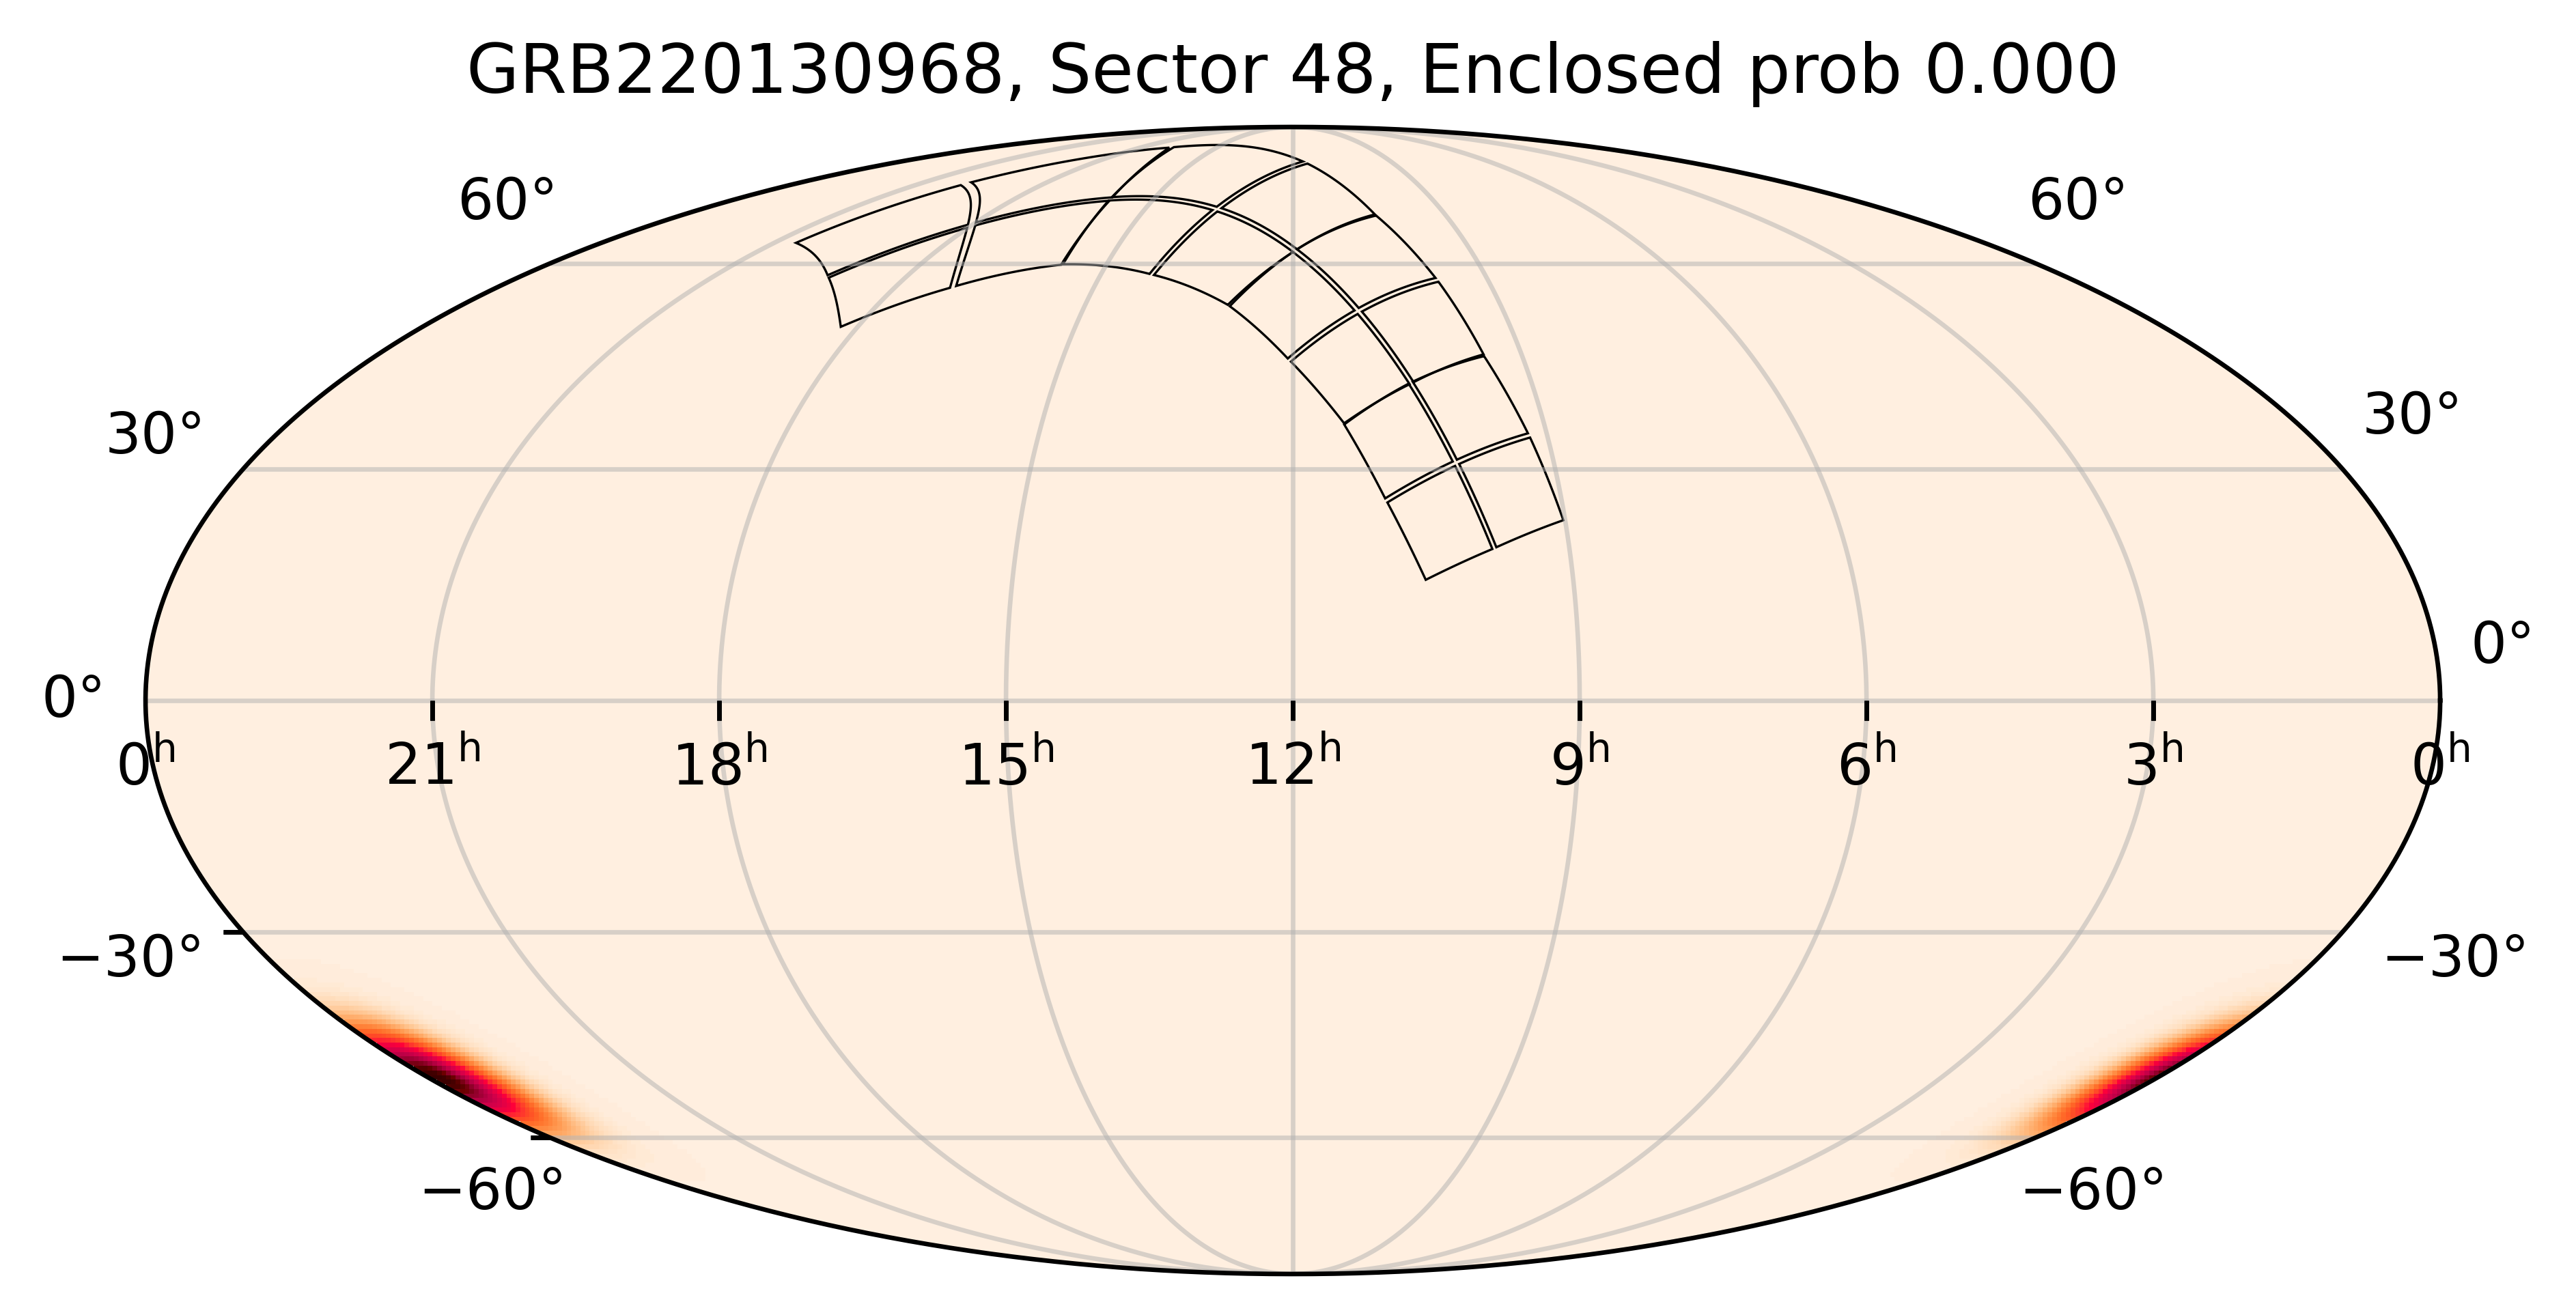 GRB220130968, Sector 48, Enclosed prob 0.000
60° 60°
30° 30°
0° 0°
0ʰ 21ʰ 18ʰ 15ʰ 12ʰ 9ʰ 6ʰ 3ʰ 0ʰ
−30° −30°
−60° −60°